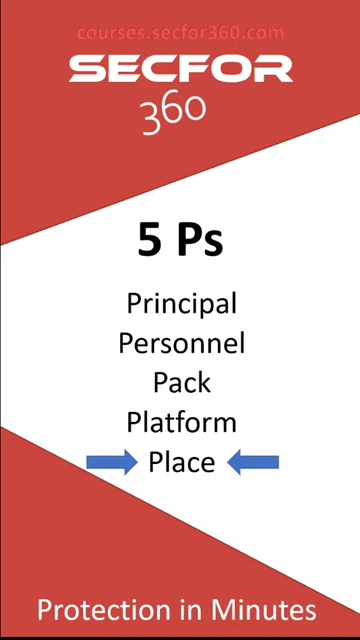 courses.secfor360.com
SECFOR
360
5 Ps
Principal
Personnel
Pack
Platform
Place
Protection in Minutes